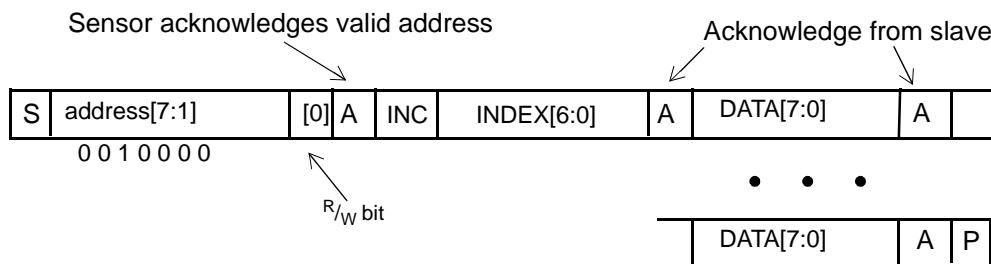 Sensor acknowledges valid address
Acknowledge from slave
S address[7:1] [0] A INC INDEX[6:0] A DATA[7:0] A
0 0 1 0 0 0 0
R/W bit
DATA[7:0] A P